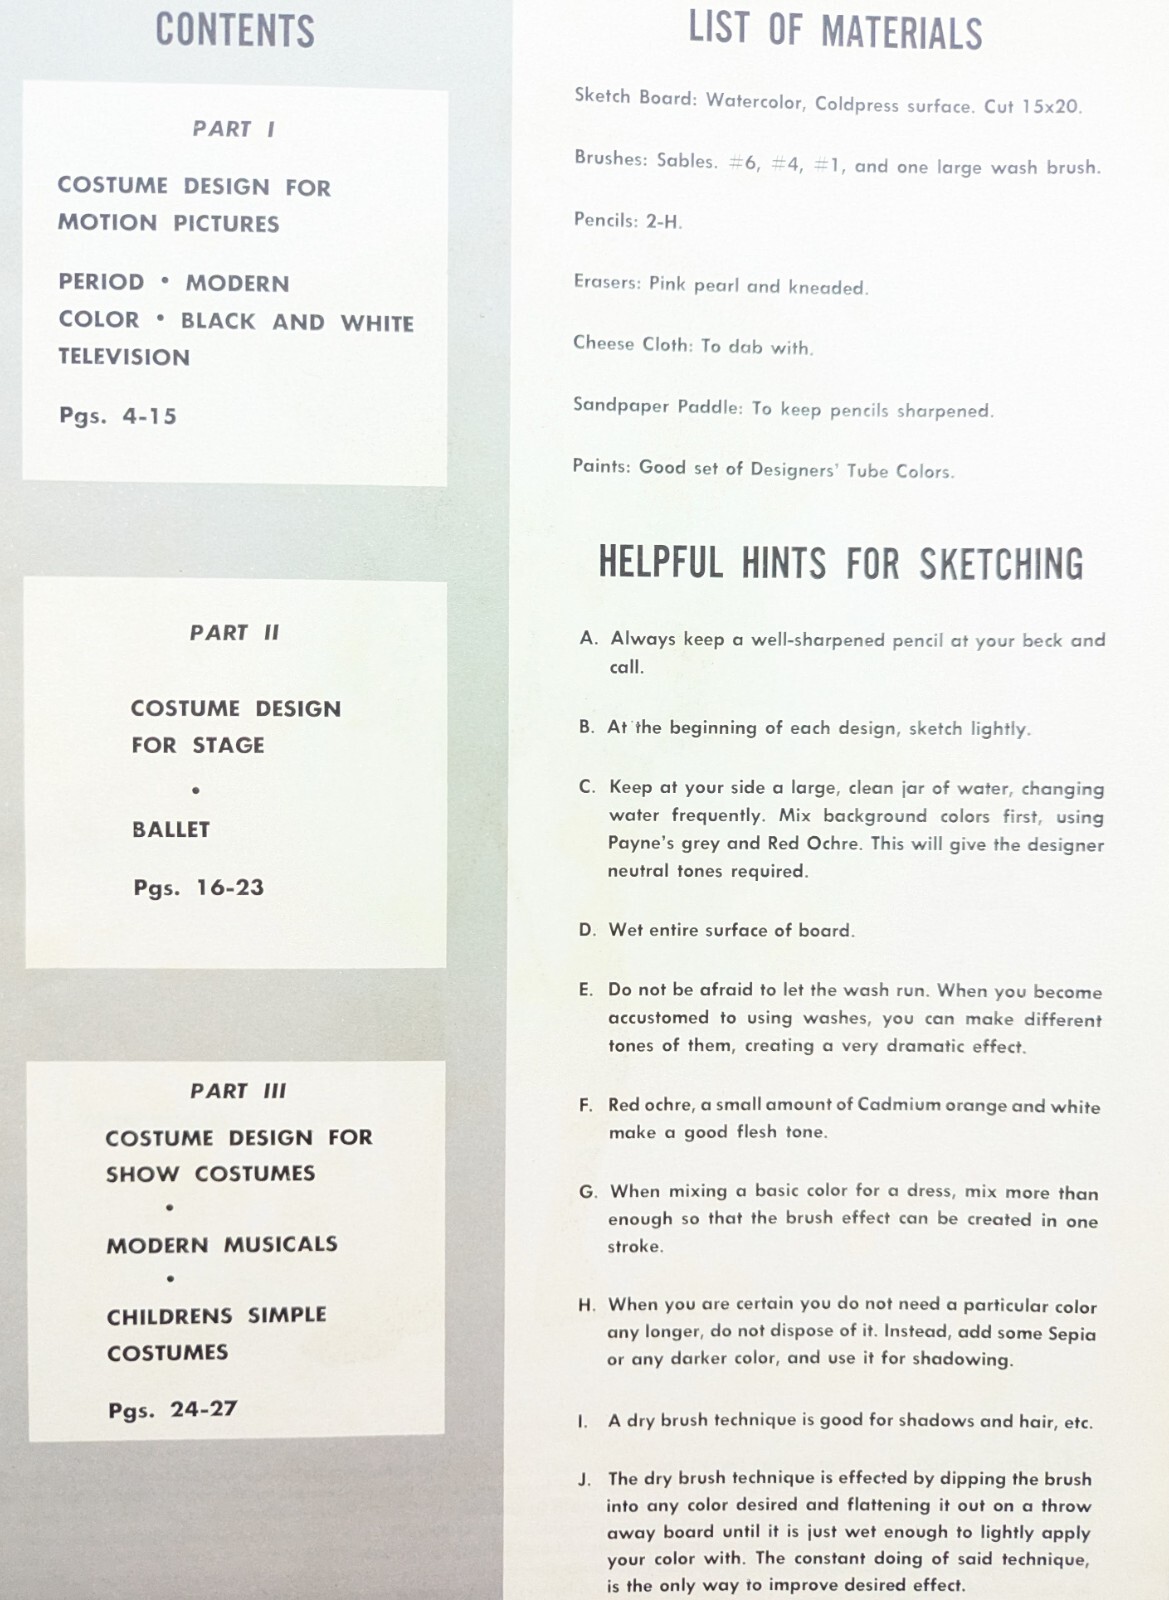 CONTENTS
PART I
COSTUME DESIGN FOR
MOTION PICTURES
PERIOD • MODERN
COLOR • BLACK AND WHITE
TELEVISION
Pgs. 4-15
PART II
COSTUME DESIGN
FOR STAGE
•
BALLET
Pgs. 16-23
PART III
COSTUME DESIGN FOR
SHOW COSTUMES
•
MODERN MUSICALS
•
CHILDRENS SIMPLE
COSTUMES
Pgs. 24-27
LIST OF MATERIALS
Sketch Board: Watercolor, Coldpress surface. Cut 15x20.
Brushes: Sables. #6, #4, #1, and one large wash brush.
Pencils: 2-H.
Erasers: Pink pearl and kneaded.
Cheese Cloth: To dab with.
Sandpaper Paddle: To keep pencils sharpened.
Paints: Good set of Designers' Tube Colors.
HELPFUL HINTS FOR SKETCHING
A. Always keep a well-sharpened pencil at your beck and
call.
B. At the beginning of each design, sketch lightly.
C. Keep at your side a large, clean jar of water, changing
water frequently. Mix background colors first, using
Payne's grey and Red Ochre. This will give the designer
neutral tones required.
D. Wet entire surface of board.
E. Do not be afraid to let the wash run. When you become
accustomed to using washes, you can make different
tones of them, creating a very dramatic effect.
F. Red ochre, a small amount of Cadmium orange and white
make a good flesh tone.
G. When mixing a basic color for a dress, mix more than
enough so that the brush effect can be created in one
stroke.
H. When you are certain you do not need a particular color
any longer, do not dispose of it. Instead, add some Sepia
or any darker color, and use it for shadowing.
I. A dry brush technique is good for shadows and hair, etc.
J. The dry brush technique is effected by dipping the brush
into any color desired and flattening it out on a throw
away board until it is just wet enough to lightly apply
your color with. The constant doing of said technique,
is the only way to improve desired effect.